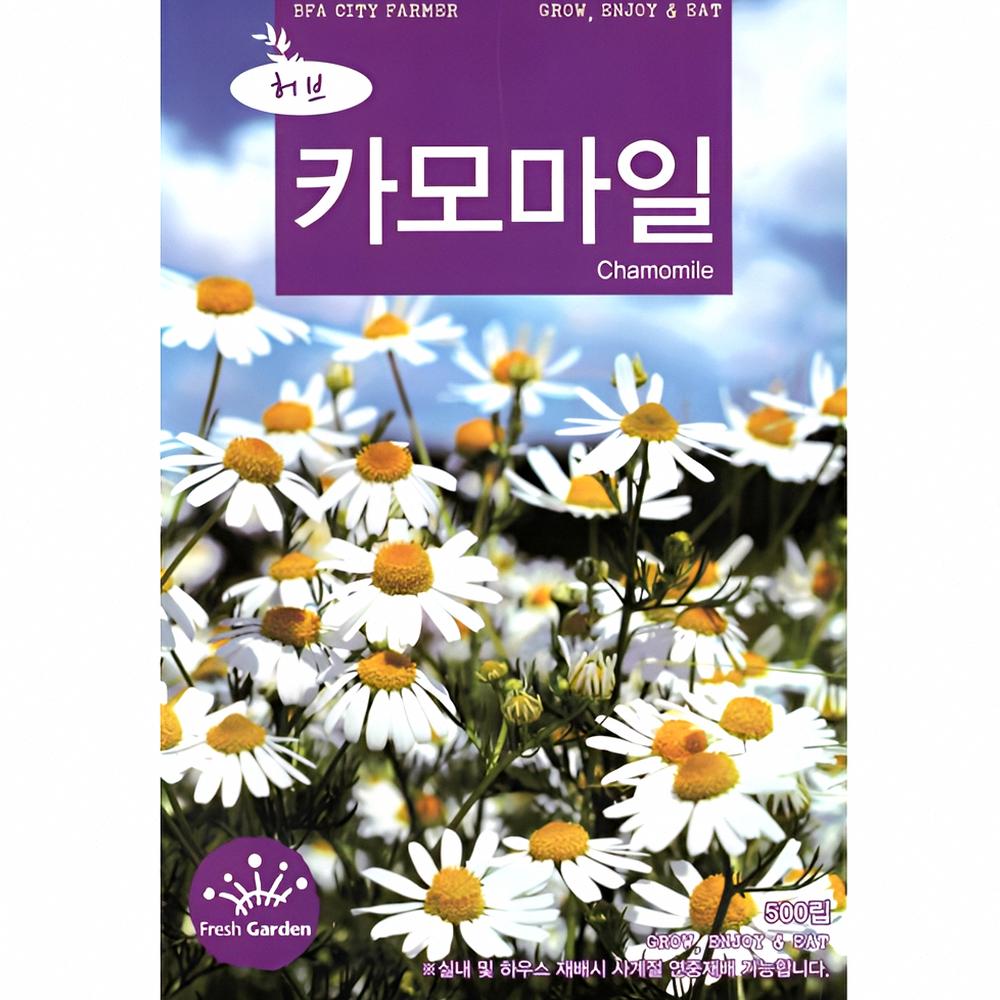 BFA CITY FARMER
GROW, ENJOY & EAT
허브
카모마일
Chamomile
Fresh Garden
500립
GROW, ENJOY & EAT
※실내 및 하우스 재배시 사계절 연중재배 가능합니다.